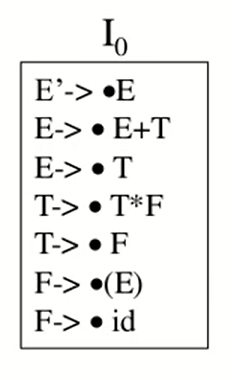 I₀
E’-> •E
E-> • E+T
E-> • T
T-> • T*F
T-> • F
F-> •(E)
F-> • id